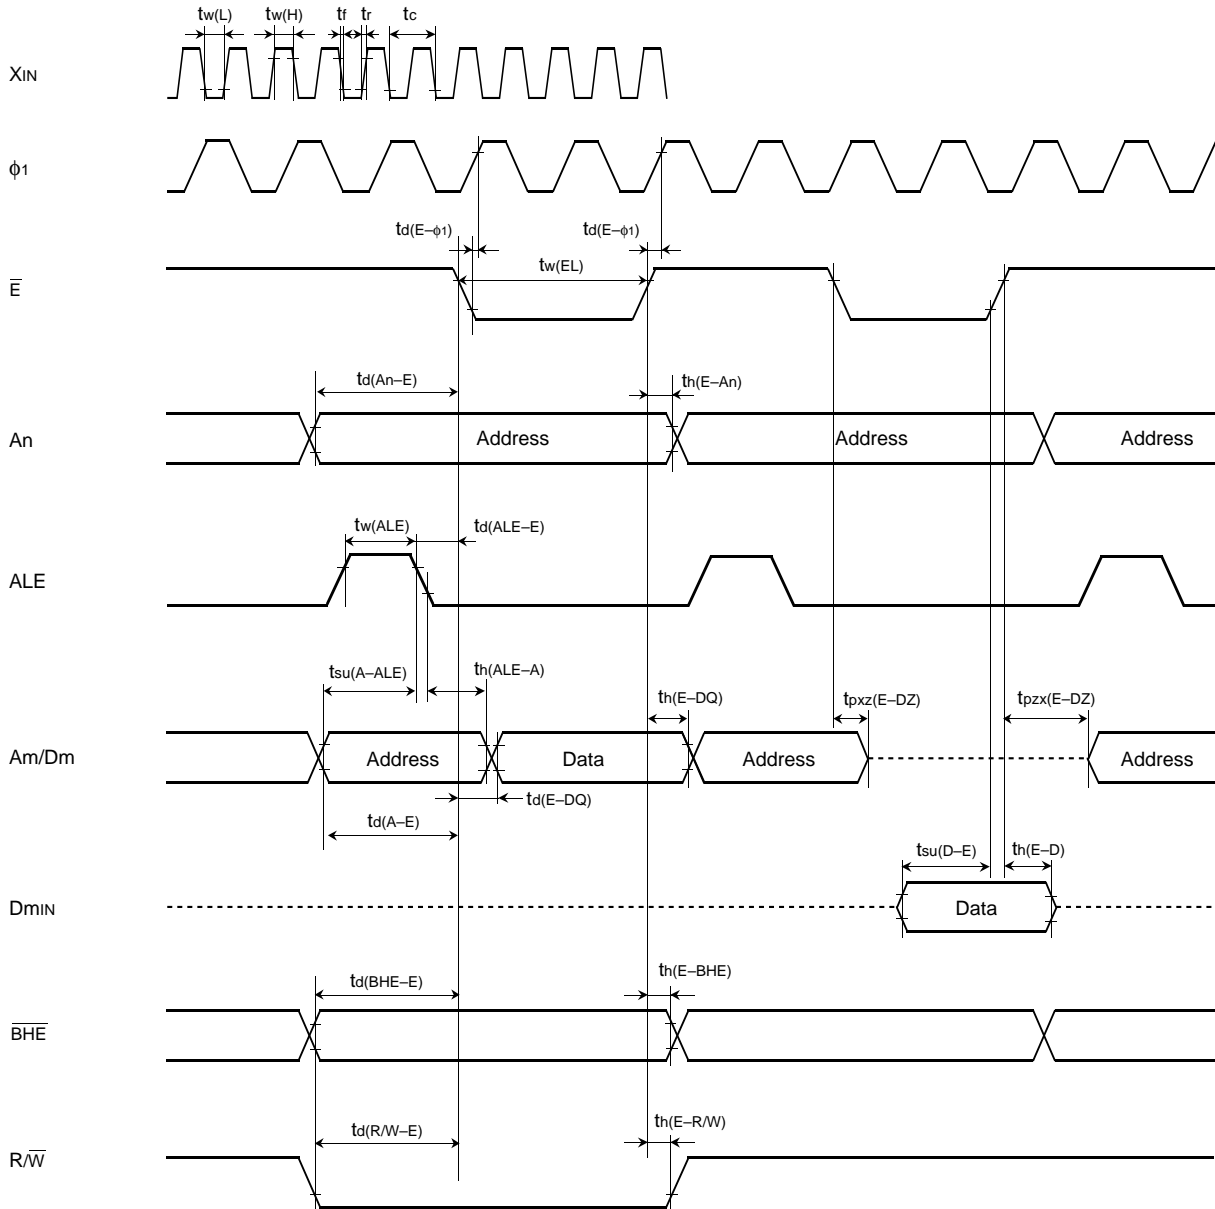 tw(L) tw(H) tf tr tc
XIN
ϕ1
td(E–ϕ1) td(E–ϕ1)
tw(EL)
E
td(An–E) th(E–An)
An Address Address Address
tw(ALE) td(ALE–E)
ALE
tsu(A–ALE) th(ALE–A) th(E–DQ) tpxz(E–DZ) tpzx(E–DZ)
Am/Dm Address Data Address Address
td(E–DQ)
td(A–E)
tsu(D–E) th(E–D)
DmIN Data
td(BHE–E) th(E–BHE)
BHE
td(R/W–E) th(E–R/W)
R/W